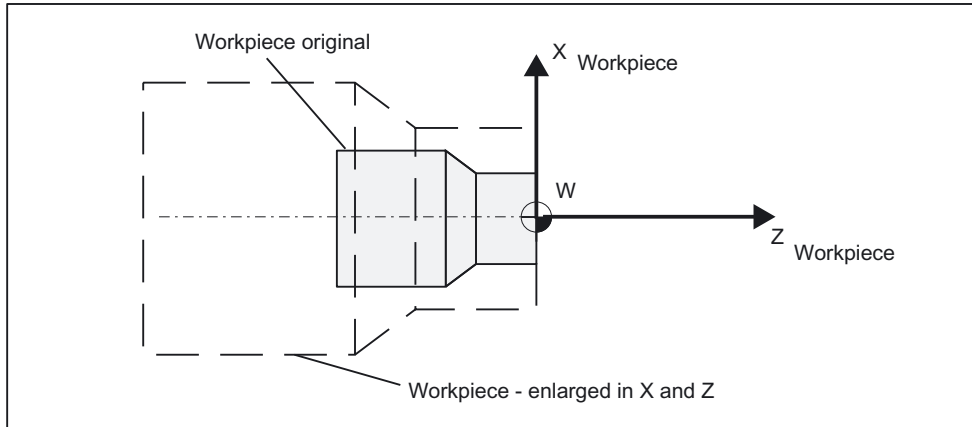 Workpiece original
X Workpiece
W
Z Workpiece
Workpiece - enlarged in X and Z